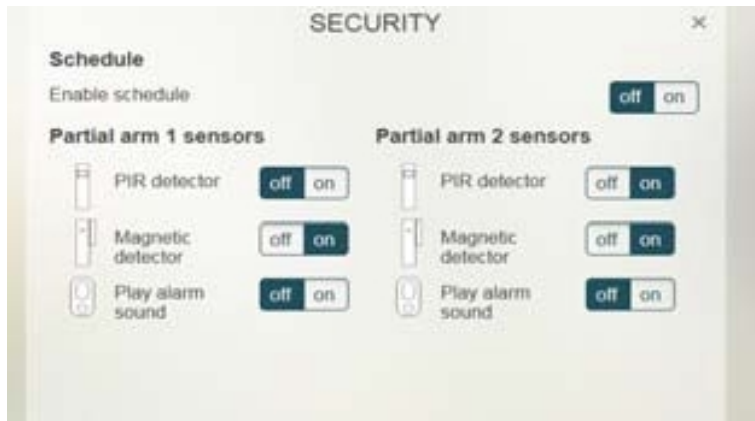 SECURITY ×
Schedule
Enable schedule off on
Partial arm 1 sensors Partial arm 2 sensors
PIR detector off on PIR detector off on
Magnetic off on Magnetic off on
detector detector
Play alarm off on Play alarm off on
sound sound